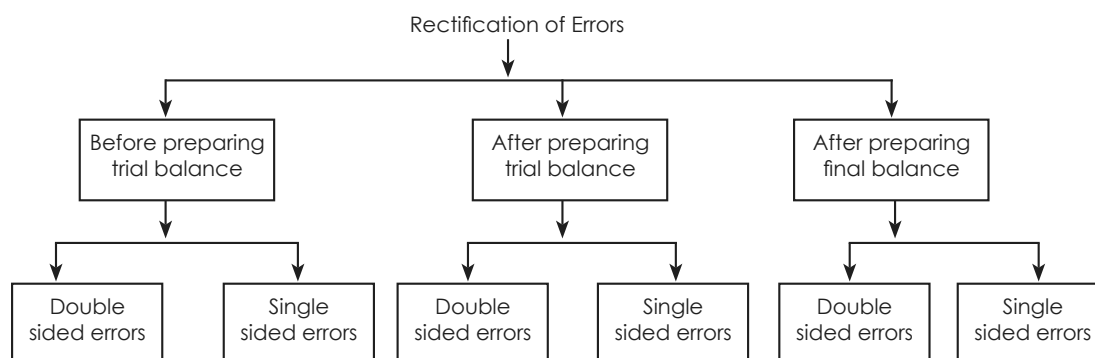 Rectification of Errors
Before preparing
trial balance
After preparing
trial balance
After preparing
final balance
Double
sided errors
Single
sided errors
Double
sided errors
Single
sided errors
Double
sided errors
Single
sided errors